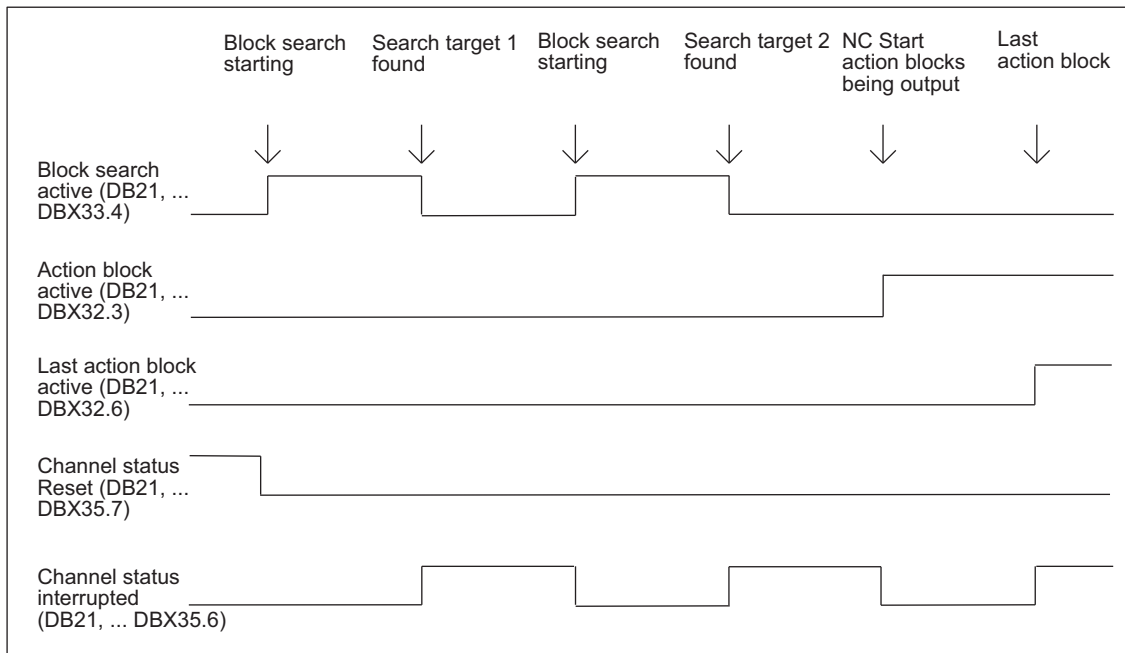 Block search
starting
Search target 1
found
Block search
starting
Search target 2
found
NC Start
action blocks
being output
Last
action block
Block search
active (DB21, ...
DBX33.4)
Action block
active (DB21, ...
DBX32.3)
Last action block
active (DB21, ...
DBX32.6)
Channel status
Reset (DB21, ...
DBX35.7)
Channel status
interrupted
(DB21, ... DBX35.6)